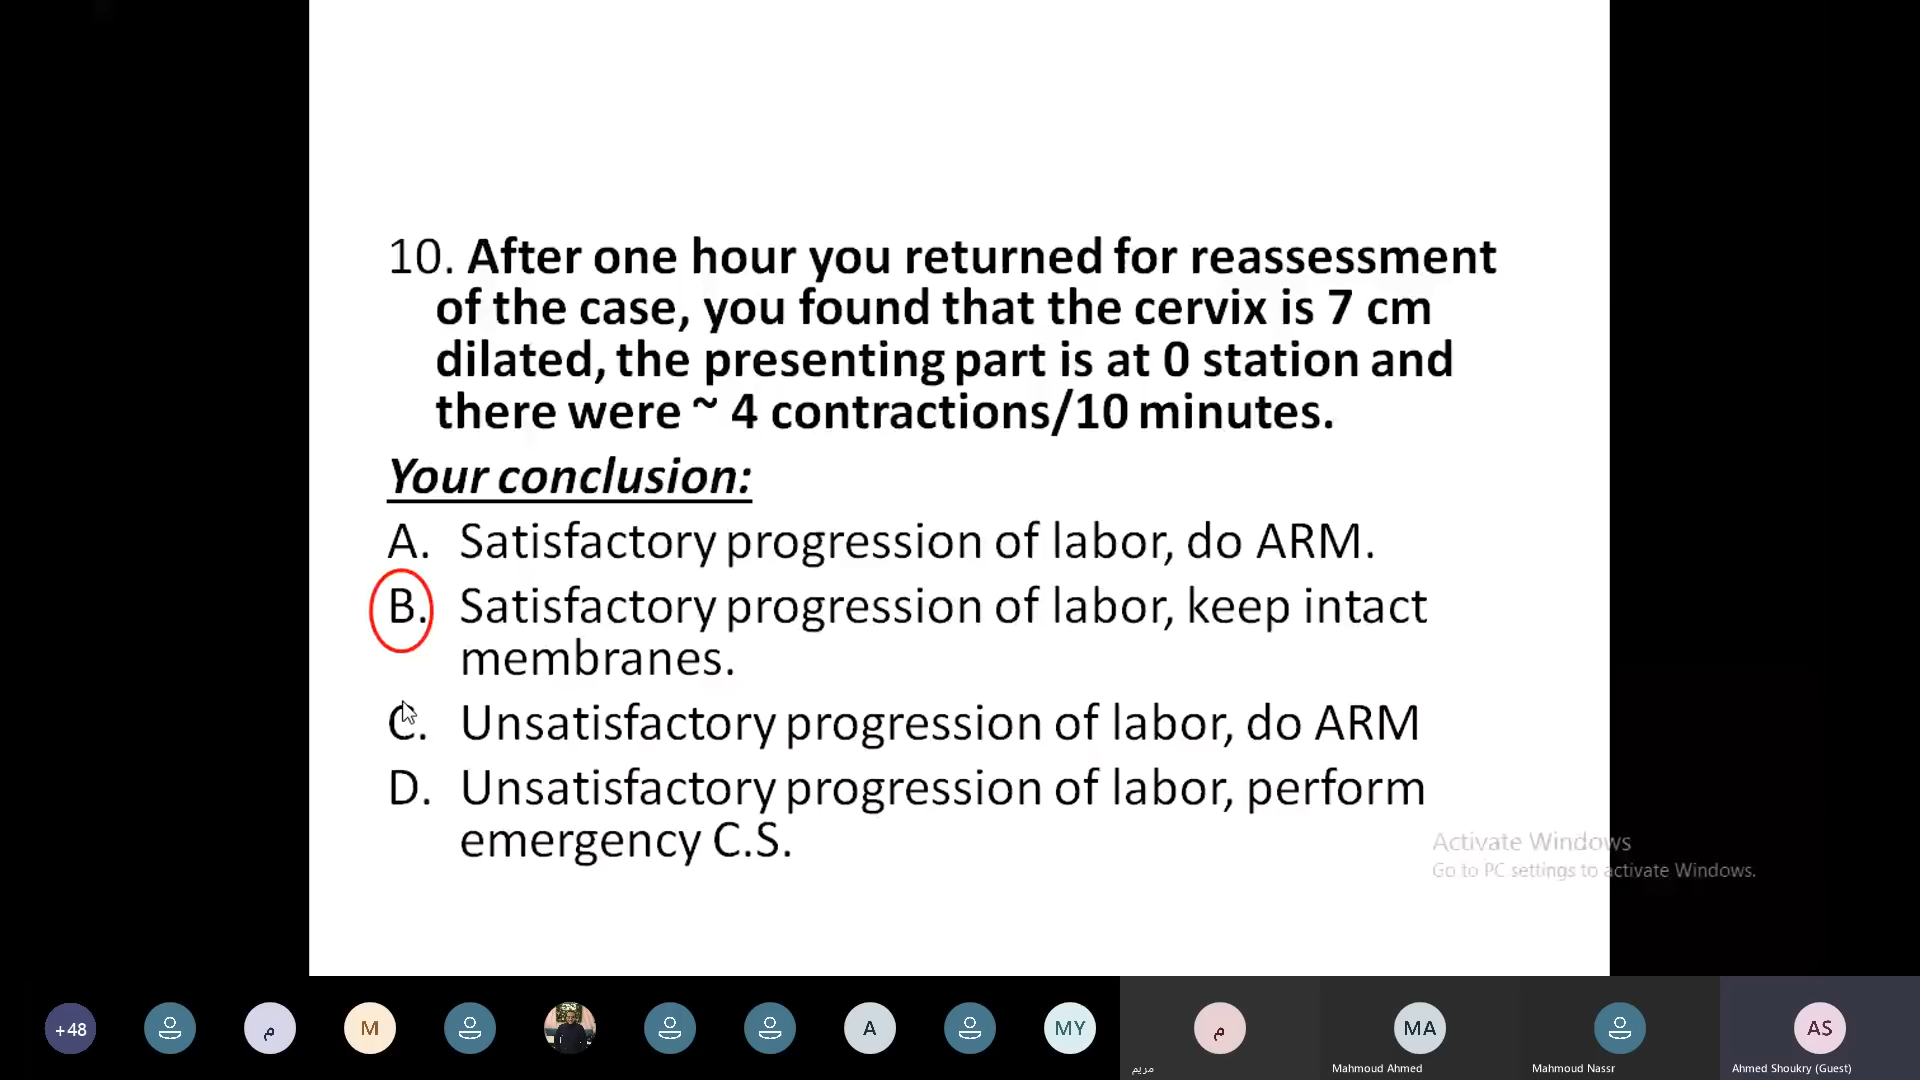 10. After one hour you returned for reassessment
of the case, you found that the cervix is 7 cm
dilated, the presenting part is at 0 station and
there were ~ 4 contractions/10 minutes.
Your conclusion:
A. Satisfactory progression of labor, do ARM.
B. Satisfactory progression of labor, keep intact
membranes.
C. Unsatisfactory progression of labor, do ARM
D. Unsatisfactory progression of labor, perform
emergency C.S.
Activate Windows
Go to PC settings to activate Windows.
+48
م
M
A
MY
م
MA
AS
مريم
Mahmoud Ahmed
Mahmoud Nassr
Ahmed Shoukry (Guest)